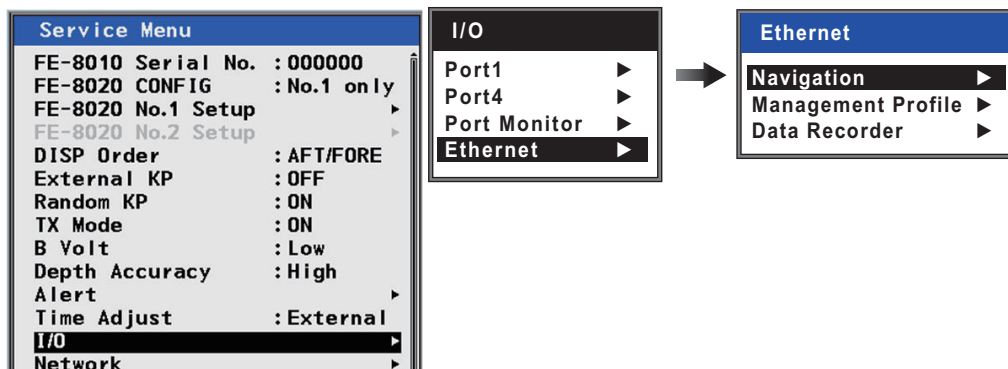 Service Menu
FE-8010 Serial No. :000000
FE-8020 CONFIG :No.1 only
FE-8020 No.1 Setup
FE-8020 No.2 Setup
DISP Order :AFT/FORE
External KP :OFF
Random KP :ON
TX Mode :ON
B Volt :Low
Depth Accuracy :High
Alert
Time Adjust :External
I/O
Network
I/O
Port1
Port4
Port Monitor
Ethernet
Ethernet
Navigation
Management Profile
Data Recorder